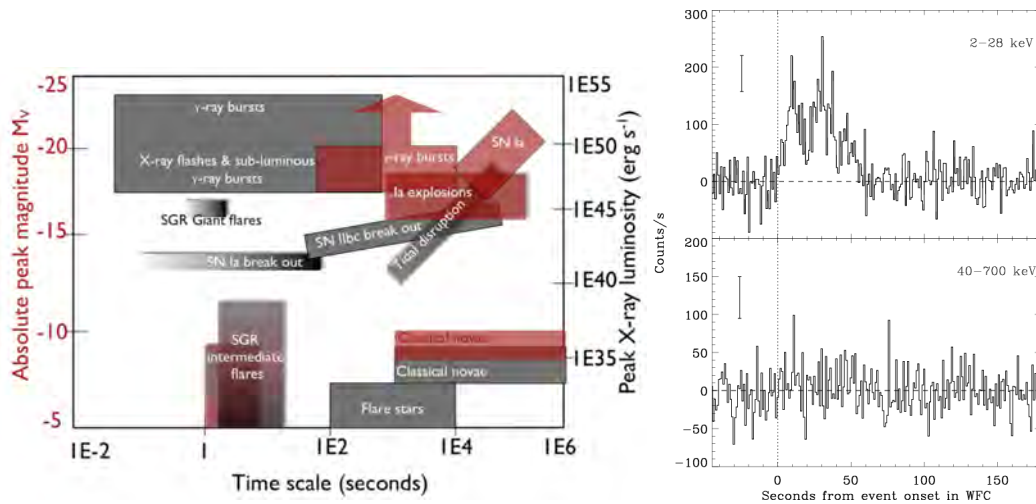 Absolute peak magnitude Mv
-25
-20
-15
-10
-5
γ-ray bursts
X-ray flashes & sub-luminous
γ-ray bursts
SGR Giant flares
SN Ia break out
SN IIbc break out
Tidal disruption
γ-ray bursts
.Ia explosions
SN Ia
SGR
intermediate
flares
Classical novae
Classical novae
Flare stars
1E55
1E50
1E45
1E40
1E35
Peak X-ray luminosity (erg s⁻¹)
1E-2
1
1E2
1E4
1E6
Time scale (seconds)
300
200
100
0
2-28 keV
Counts/s
200
150
100
50
0
-50
-100
40-700 keV
0
50
100
150
Seconds from event onset in WFC